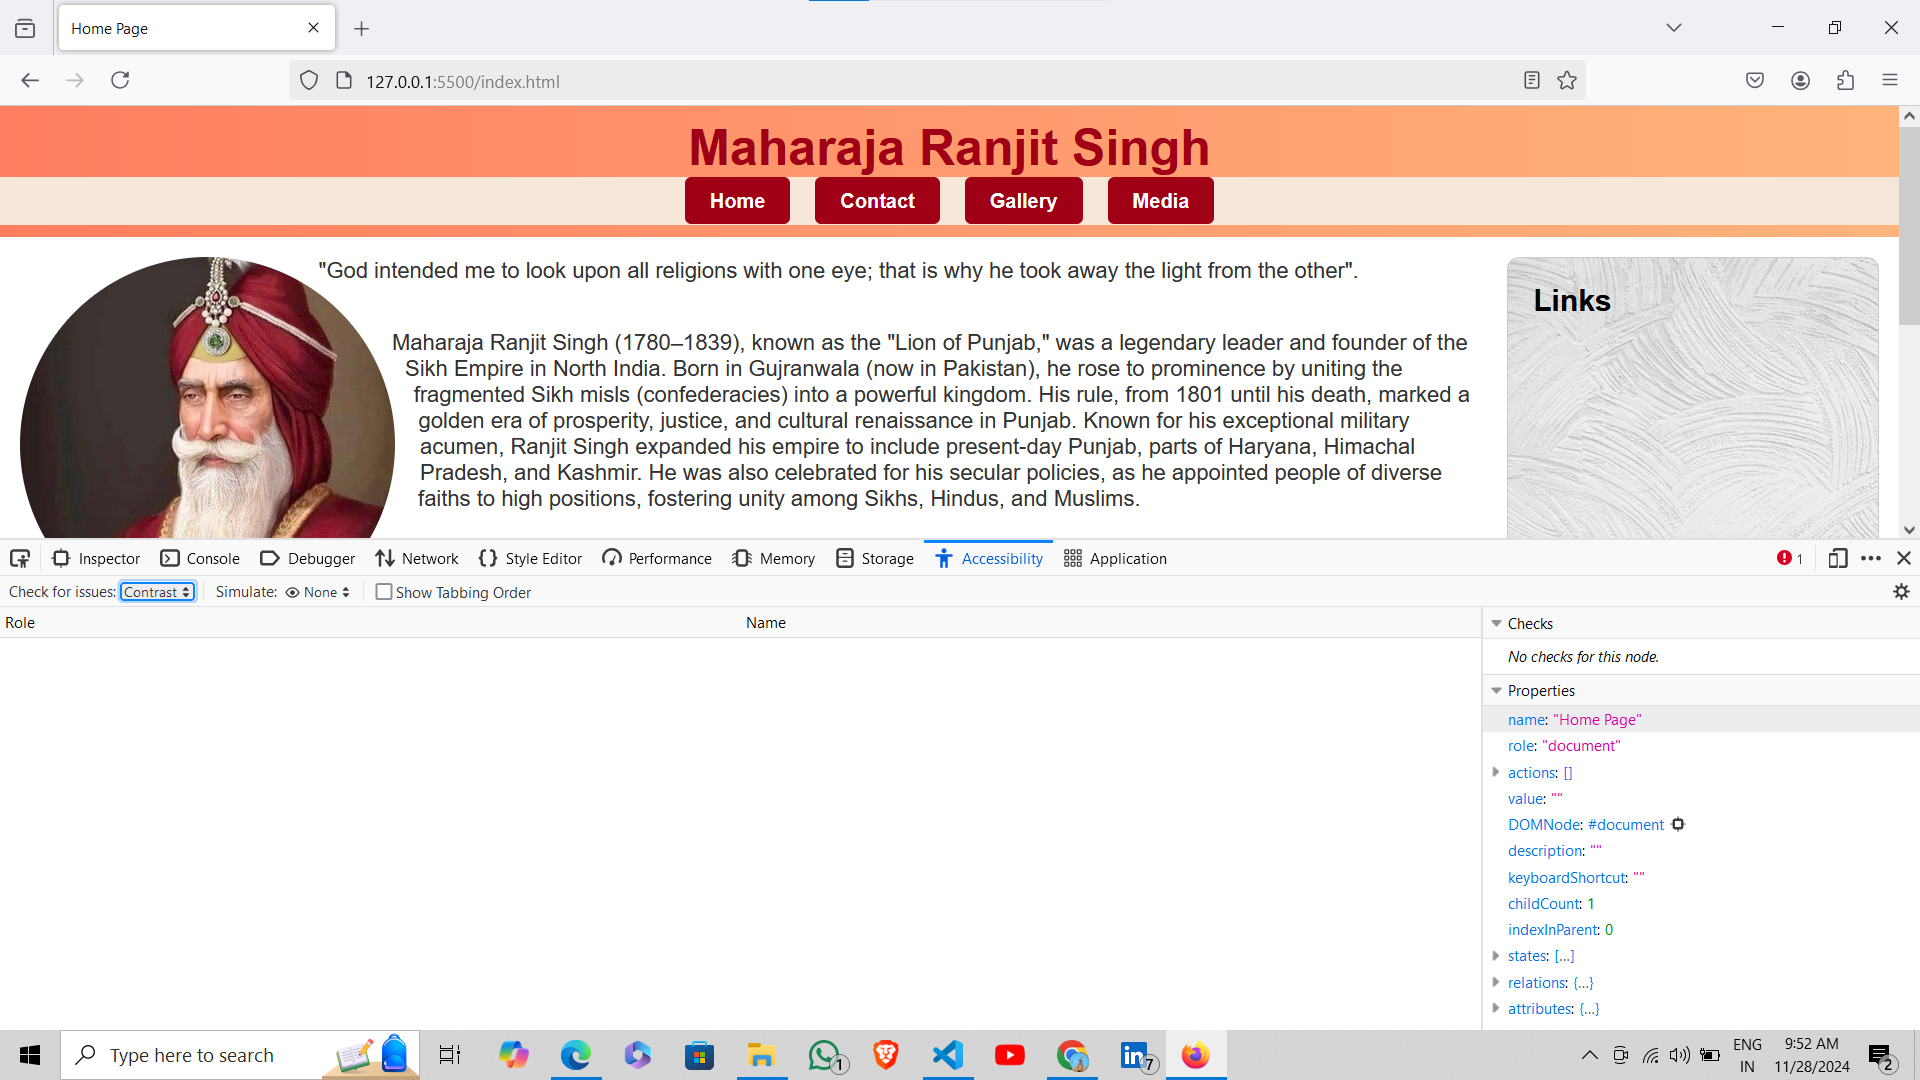 Home Page
127.0.0.1:5500/index.html
Maharaja Ranjit Singh
Home Contact Gallery Media
"God intended me to look upon all religions with one eye; that is why he took away the light from the other".
Links
Maharaja Ranjit Singh (1780–1839), known as the "Lion of Punjab," was a legendary leader and founder of the
Sikh Empire in North India. Born in Gujranwala (now in Pakistan), he rose to prominence by uniting the
fragmented Sikh misls (confederacies) into a powerful kingdom. His rule, from 1801 until his death, marked a
golden era of prosperity, justice, and cultural renaissance in Punjab. Known for his exceptional military
acumen, Ranjit Singh expanded his empire to include present-day Punjab, parts of Haryana, Himachal
Pradesh, and Kashmir. He was also celebrated for his secular policies, as he appointed people of diverse
faiths to high positions, fostering unity among Sikhs, Hindus, and Muslims.
Inspector Console Debugger Network Style Editor Performance Memory Storage Accessibility Application 1
Check for issues: Contrast Simulate: None Show Tabbing Order
Role Name
Checks
No checks for this node.
Properties
name: "Home Page"
role: "document"
actions: []
value: ""
DOMNode: #document
description: ""
keyboardShortcut: ""
childCount: 1
indexInParent: 0
states: […]
relations: {…}
attributes: {…}
Type here to search 1 7 ENG 9:52 AM
IN 11/28/2024 2